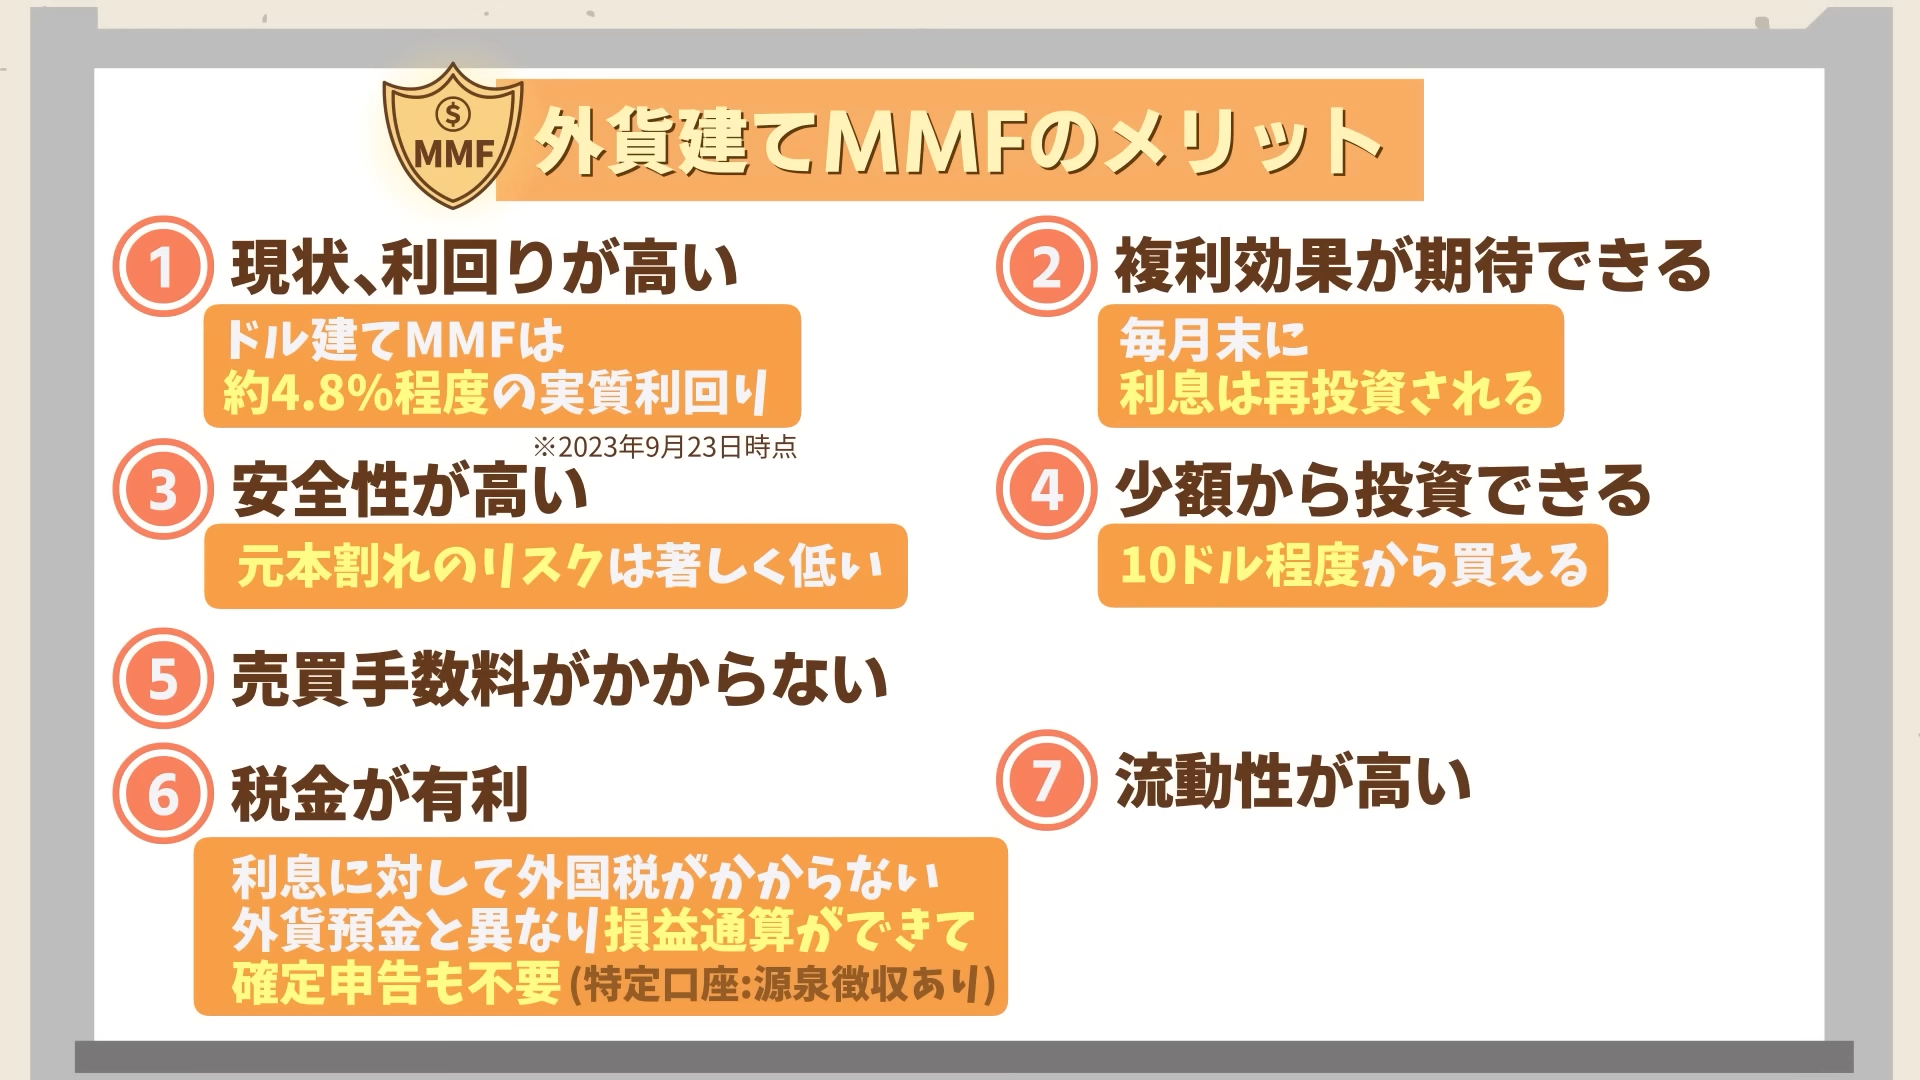 $
MMF
外貨建てMMFのメリット
1 現状、利回りが高い
ドル建てMMFは
約4.8%程度の実質利回り
※2023年9月23日時点
2 複利効果が期待できる
毎月末に
利息は再投資される
3 安全性が高い
元本割れのリスクは著しく低い
4 少額から投資できる
10ドル程度から買える
5 売買手数料がかからない
6 税金が有利
利息に対して外国税がかからない
外貨預金と異なり損益通算ができて
確定申告も不要(特定口座:源泉徴収あり)
7 流動性が高い